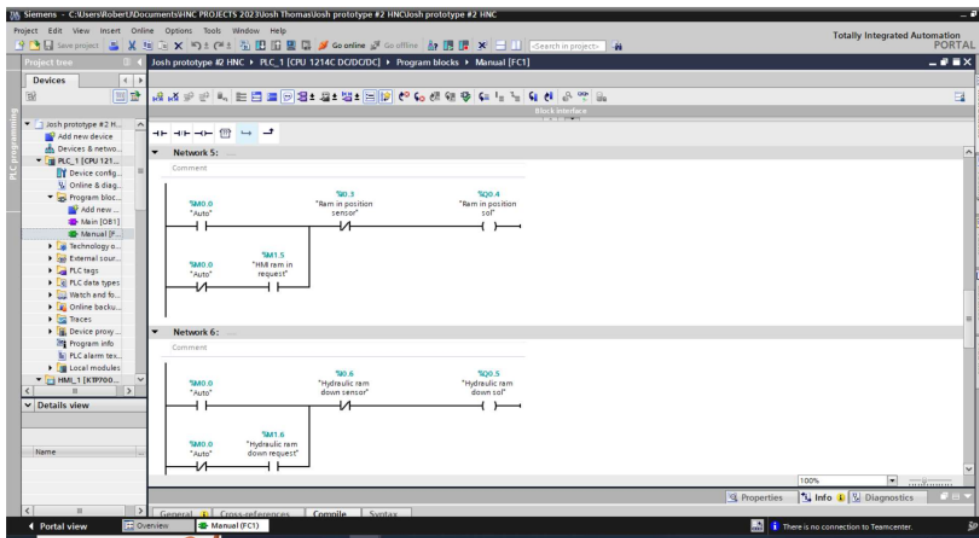 Siemens - C:\Users\Robert\Documents\HNC PROJECTS 2023\Josh Thomas\Josh prototype #2 HNC\Josh prototype #2 HNC
Project Edit View Insert Online Options Tools Window Help
Totally Integrated Automation
PORTAL
Save project
Go online
Go offline
<Search in project>
Project tree
Josh prototype #2 HNC
PLC_1 [CPU 1214C DC/DC/DC]
Program blocks
Manual [FC1]
Devices
PLC programming
Block interface
Josh prototype #2 H...
Add new device
Devices & netwo...
PLC_1 [CPU 121...
Device config...
Online & diag...
Program bloc...
Add new ...
Main [OB1]
Manual [F...
Technology o...
External sour...
PLC tags
PLC data types
Watch and fo...
Online backu...
Traces
Device proxy ...
Program info
PLC alarm tex...
Local modules
HMI_1 [KTP700...
Details view
Name
Network 5: ....
Comment
%M0.0
"Auto"
%I0.3
"Ram in position
sensor"
%Q0.4
"Ram in position
sol"
%M0.0
"Auto"
%M1.5
"HMI ram in
request"
Network 6: ....
Comment
%M0.0
"Auto"
%I0.6
"Hydraulic ram
down sensor"
%Q0.5
"Hydraulic ram
down sol"
%M0.0
"Auto"
%M1.6
"Hydraulic ram
down request"
100%
Properties
Info
Diagnostics
General
Cross-references
Compile
Syntax
Portal view
Overview
Manual (FC1)
There is no connection to Teamcenter.